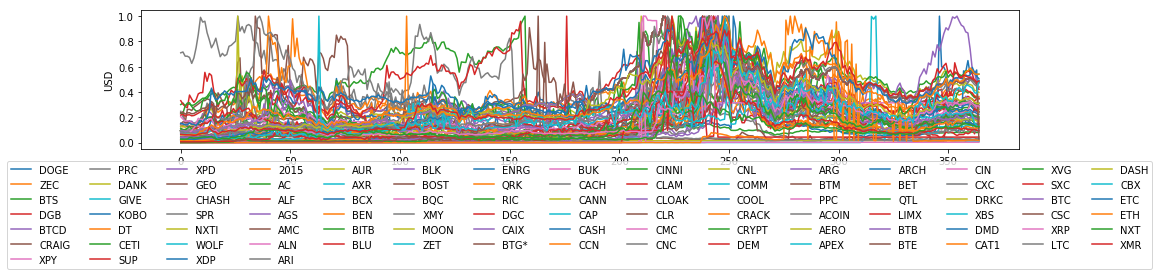 1.0
0.8
0.6
0.4
0.2
0.0
USD
0 50 100 150 200 250 300 350
DOGE PRC XPD 2015 AUR BLK ENRG BUK CINNI CNL ARG ARCH CIN XVG DASH
ZEC DANK GEO AC AXR BOST QRK CACH CLAM COMM BTM BET CXC SXC CBX
BTS GIVE CHASH ALF BCX BQC RIC CANN CLOAK COOL PPC QTL DRKC BTC ETC
DGB KOBO SPR AGS BEN XMY DGC CAP CLR CRACK ACOIN LIMX XBS CSC ETH
BTCD DT NXTI AMC BITB MOON CAIX CASH CMC CRYPT AERO BTB DMD XRP NXT
CRAIG CETI WOLF ALN BLU ZET BTG* CCN CNC DEM APEX BTE CAT1 LTC XMR
XPY SUP XDP ARI